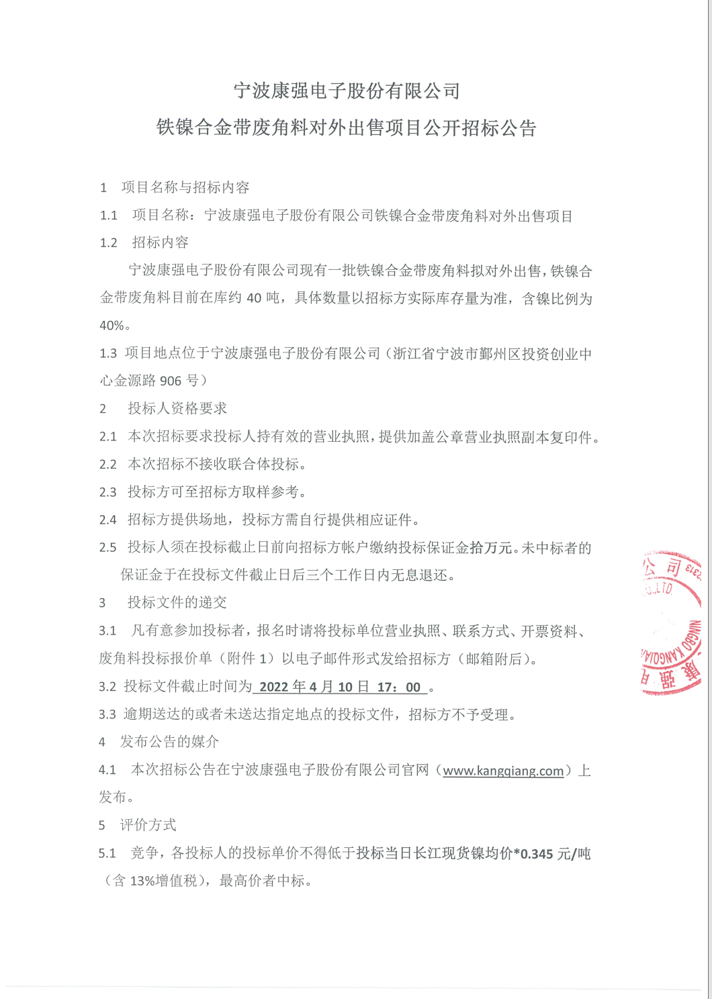 宁波康强电子股份有限公司
铁镍合金带废角料对外出售项目公开招标公告
1 项目名称与招标内容
1.1 项目名称：宁波康强电子股份有限公司铁镍合金带废角料对外出售项目
1.2 招标内容
宁波康强电子股份有限公司现有一批铁镍合金带废角料拟对外出售，铁镍合
金带废角料目前在库约 40 吨，具体数量以招标方实际库存量为准，含镍比例为
40%。
1.3 项目地点位于宁波康强电子股份有限公司（浙江省宁波市鄞州区投资创业中
心金源路 906 号）
2 投标人资格要求
2.1 本次招标要求投标人持有效的营业执照，提供加盖公章营业执照副本复印件。
2.2 本次招标不接收联合体投标。
2.3 投标方可至招标方取样参考。
2.4 招标方提供场地，投标方需自行提供相应证件。
2.5 投标人须在投标截止日前向招标方帐户缴纳投标保证金拾万元。未中标者的
保证金于在投标文件截止日后三个工作日内无息退还。
3 投标文件的递交
3.1 凡有意参加投标者，报名时请将投标单位营业执照、联系方式、开票资料、
废角料投标报价单（附件 1）以电子邮件形式发给招标方（邮箱附后）。
3.2 投标文件截止时间为 2022 年 4 月 10 日 17：00 。
3.3 逾期送达的或者未送达指定地点的投标文件，招标方不予受理。
4 发布公告的媒介
4.1 本次招标公告在宁波康强电子股份有限公司官网（www.kangqiang.com）上
发布。
5 评价方式
5.1 竞争，各投标人的投标单价不得低于投标当日长江现货镍均价*0.345 元/吨
（含 13%增值税），最高价者中标。
公司
2313
CO.,LTD.
NINGBO KANGQIAN
康强电